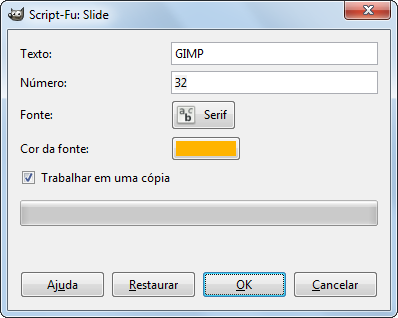 Script-Fu: Slide
Texto: GIMP
Número: 32
Fonte: abc Serif
Cor da fonte:
Trabalhar em uma cópia
Ajuda Restaurar OK Cancelar